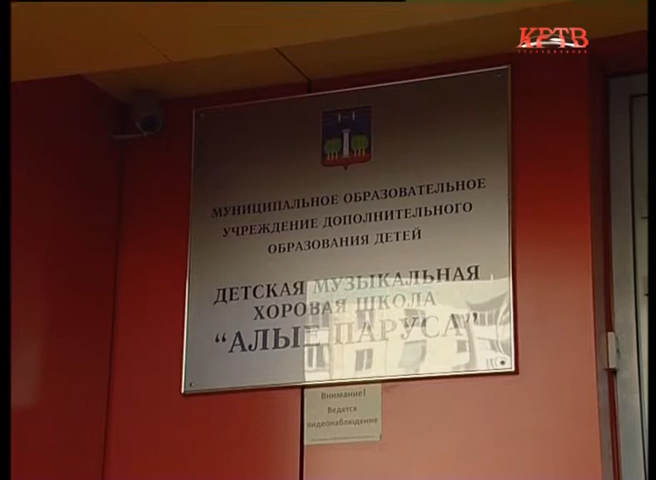 КРТВ
МУНИЦИПАЛЬНОЕ ОБРАЗОВАТЕЛЬНОЕ
УЧРЕЖДЕНИЕ ДОПОЛНИТЕЛЬНОГО
ОБРАЗОВАНИЯ ДЕТЕЙ
ДЕТСКАЯ МУЗЫКАЛЬНАЯ
ХОРОВАЯ ШКОЛА
“АЛЫЕ ПАРУСА”
Внимание!
Ведется
видеонаблюдение